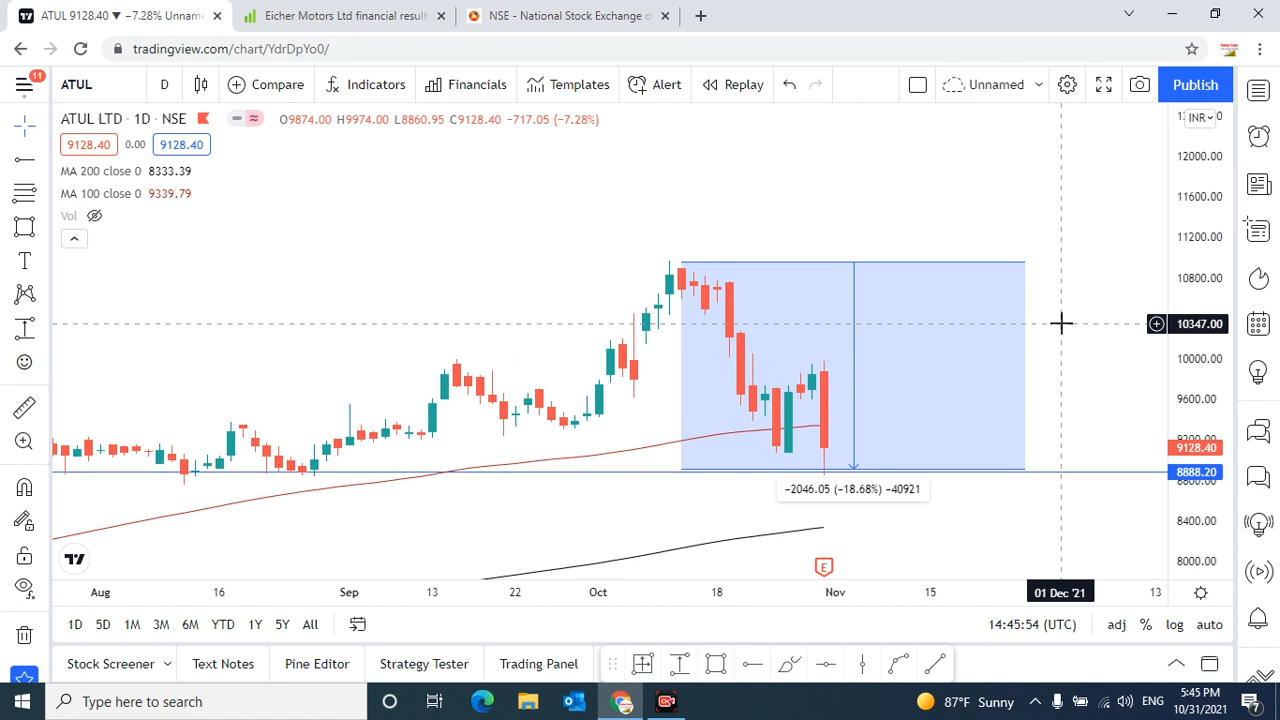 ATUL 9128.40 ▼ −7.28% Unname
Eicher Motors Ltd financial result
NSE - National Stock Exchange o
tradingview.com/chart/YdrDpYo0/
11
ATUL
D
Compare
Indicators
Financials
Templates
Alert
Replay
Unnamed
Publish
ATUL LTD · 1D · NSE
O9874.00 H9974.00 L8860.95 C9128.40 −717.05 (−7.28%)
INR
9128.40
0.00
9128.40
MA 200 close 0 8333.39
MA 100 close 0 9339.79
Vol
12000.00
11600.00
11200.00
10800.00
10347.00
10000.00
9600.00
9200.00
9128.40
8888.20
8800.00
8400.00
8000.00
−2046.05 (−18.68%) −40921
E
Aug
16
Sep
13
22
Oct
18
Nov
15
01 Dec '21
13
1D
5D
1M
3M
6M
YTD
1Y
5Y
All
14:45:54 (UTC)
adj
%
log
auto
Stock Screener
Text Notes
Pine Editor
Strategy Tester
Trading Panel
Type here to search
87°F Sunny
ENG
5:45 PM
10/31/2021
7